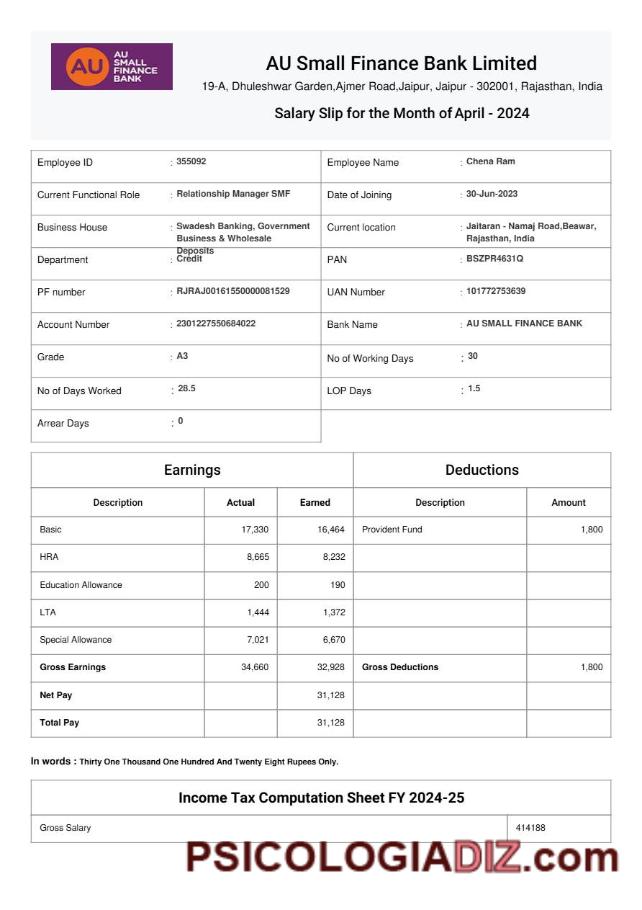 AU
AU
SMALL
FINANCE
BANK
AU Small Finance Bank Limited
19-A, Dhuleshwar Garden,Ajmer Road,Jaipur, Jaipur - 302001, Rajasthan, India
Salary Slip for the Month of April - 2024
Employee ID : 355092 Employee Name : Chena Ram
Current Functional Role : Relationship Manager SMF Date of Joining : 30-Jun-2023
Business House : Swadesh Banking, Government Current location : Jaitaran - Namaj Road,Beawar,
Business & Wholesale Rajasthan, India
Deposits
Department : Credit PAN : BSZPR4631Q
PF number : RJRAJ00161550000081529 UAN Number : 101772753639
Account Number : 2301227550684022 Bank Name : AU SMALL FINANCE BANK
Grade : A3 No of Working Days : 30
No of Days Worked : 28.5 LOP Days : 1.5
Arrear Days : 0
Earnings Deductions
Description Actual Earned Description Amount
Basic 17,330 16,464 Provident Fund 1,800
HRA 8,665 8,232
Education Allowance 200 190
LTA 1,444 1,372
Special Allowance 7,021 6,670
Gross Earnings 34,660 32,928 Gross Deductions 1,800
Net Pay 31,128
Total Pay 31,128
In words : Thirty One Thousand One Hundred And Twenty Eight Rupees Only.
Income Tax Computation Sheet FY 2024-25
Gross Salary 414188
PSICOLOGIADIZ.com